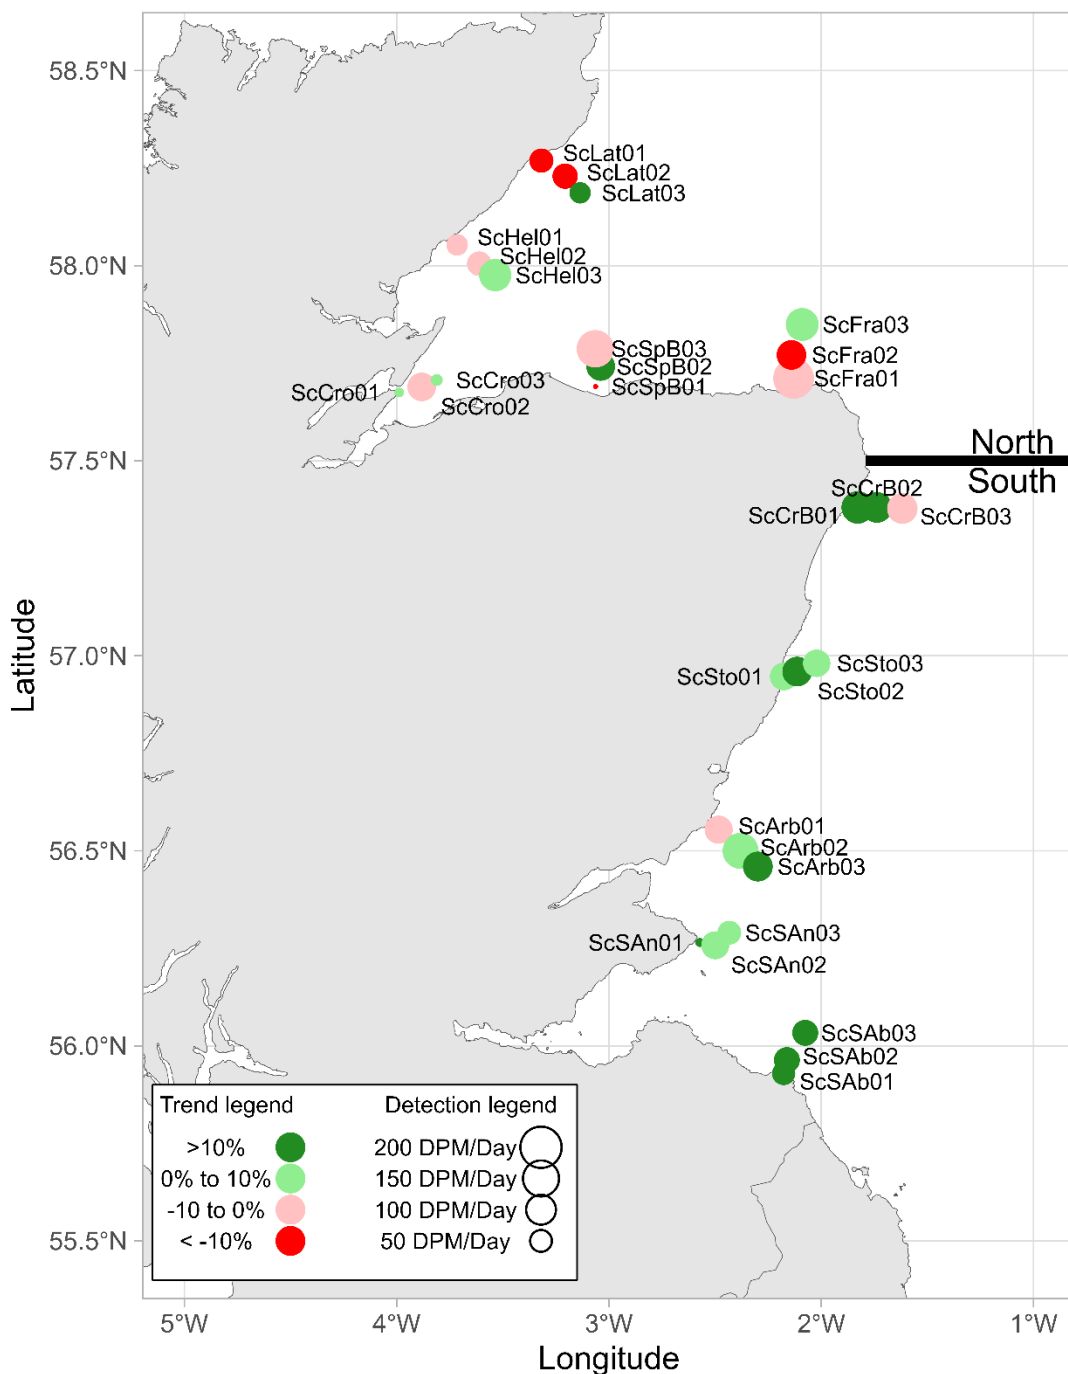 58.5°N
58.0°N
57.5°N
57.0°N
56.5°N
56.0°N
55.5°N
Latitude
ScLat01
ScLat02
ScLat03
ScHel01
ScHel02
ScHel03
ScFra03
ScSpB03
ScFra02
ScSpB02
ScFra01
ScSpB01
ScCro01
ScCro03
ScCro02
North
South
ScCrB02
ScCrB01
ScCrB03
ScSto03
ScSto01
ScSto02
ScArb01
ScArb02
ScArb03
ScSAn03
ScSAn01
ScSAn02
ScSAb03
ScSAb02
ScSAb01
Trend legend
>10%
0% to 10%
-10 to 0%
< -10%
Detection legend
200 DPM/Day
150 DPM/Day
100 DPM/Day
50 DPM/Day
5°W
4°W
3°W
2°W
1°W
Longitude